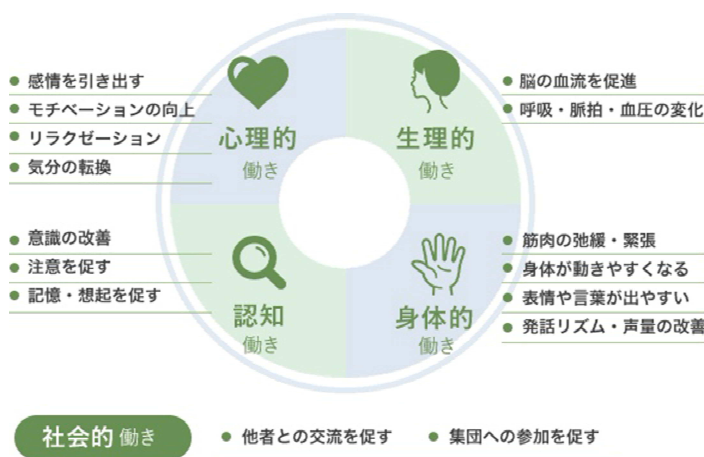 感情を引き出す
モチベーションの向上
リラクゼーション
気分の転換
心理的
働き
生理的
働き
脳の血流を促進
呼吸・脈拍・血圧の変化
意識の改善
注意を促す
記憶・想起を促す
認知
働き
身体的
働き
筋肉の弛緩・緊張
身体が動きやすくなる
表情や言葉が出やすい
発話リズム・声量の改善
社会的 働き
他者との交流を促す
集団への参加を促す